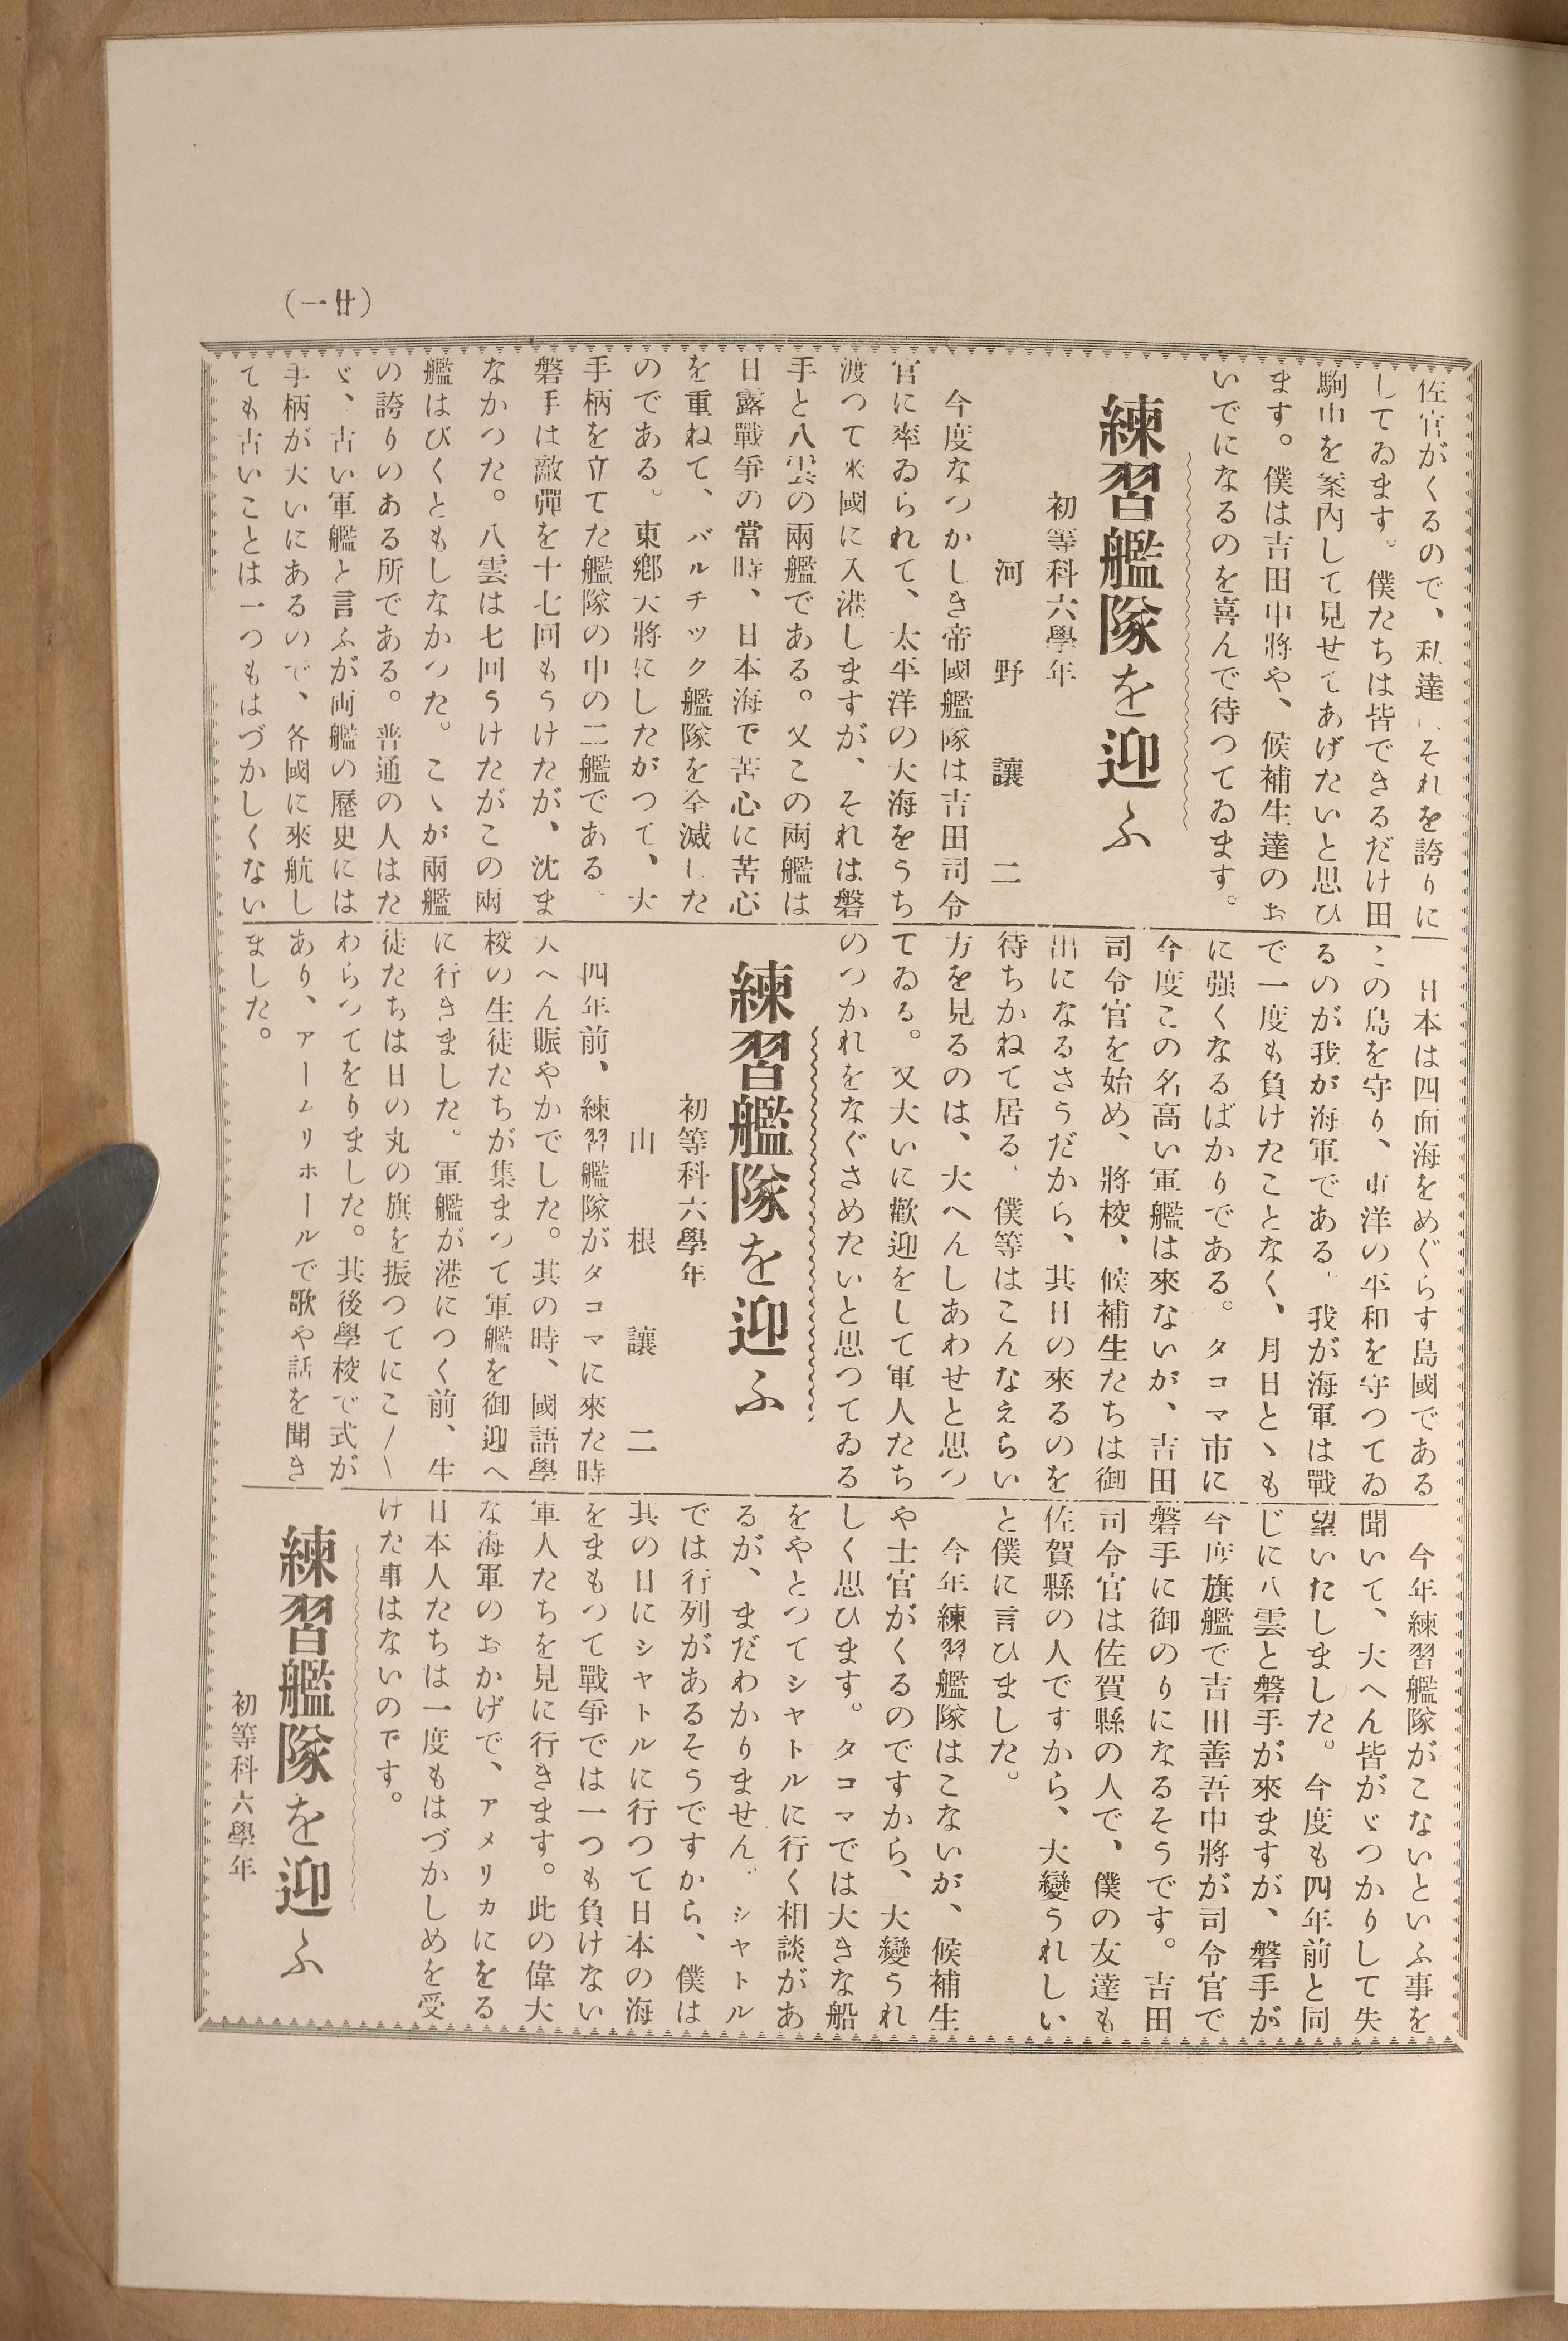 (廿一)
佐官がくるので、私達はそれを誇りに
してゐます。僕たちは皆できるだけ田
駒中を案内して見せてあげたいと思ひ
ます。僕は吉田中將や、候補生達のお
いでになるのを喜んで待つてゐます。
練習艦隊を迎ふ
初等科六學年
河野讓二
今度なつかしき帝國艦隊は吉田司令
官に率ゐられて、太平洋の大海をうち
渡つて米國に入港しますが、それは磐
手と八雲の兩艦である。又この兩艦は
日露戰爭の當時、日本海で苦心に苦心
を重ねて、バルチック艦隊を全滅した
のである。東郷大將にしたがつて、大
手柄を立てた艦隊の中の二艦である。
磐手は敵彈を十七回もうけたが、沈ま
なかつた。八雲は七回うけたがこの兩
艦はびくともしなかつた。こゝが兩艦
の誇りのある所である。普通の人はた
ゞ、古い軍艦と言ふが両艦の歷史には
手柄が大いにあるので、各國に來航し
ても古いことは一つもはづかしくない
日本は四面海をめぐらす島國である
この島を守り、東洋の平和を守つてゐ
るのが我が海軍である。我が海軍は戰
で一度も負けたことなく、月日とゝも
に强くなるばかりである。タコマ市に
今度この名高い軍艦は來ないが、吉田
司令官を始め、將校、候補生たちは御
出になるさうだから、其日の來るのを
待ちかねて居る、僕等はこんなえらい
方を見るのは、大へんしあわせと思つ
てゐる。又大いに歡迎をして軍人たち
のつかれをなぐさめたいと思つてゐる
練習艦隊を迎ふ
初等科六學年
山根讓二
四年前、練習艦隊がタコマに來た時
大へん賑やかでした。其の時、國語學
校の生徒たちが集まつて軍艦を御迎へ
に行きました。軍艦が港につく前、生
徒たちは日の丸の旗を振つてにこ〳〵
わらつてをりました。其後學校で式が
あり、アームリホールで歌や話を聞き
ました。
今年練習艦隊がこないといふ事を
聞いて、大へん皆がゞつかりして失
望いたしました。今度も四年前と同
じに八雲と磐手が來ますが、磐手が
今度旗艦で吉田善吾中將が司令官で
磐手に御のりになるそうです。吉田
司令官は佐賀縣の人で、僕の友達も
佐賀縣の人ですから、大變うれしい
と僕に言ひました。
今年練習艦隊はこないが、候補生
や士官がくるのですから、大變うれ
しく思ひます。タコマでは大きな船
をやとつてシヤトルに行く相談があ
るが、まだわかりません。シヤトル
では行列があるそうですから、僕は
其の日にシャトルに行つて日本の海
をまもつて戰爭では一つも負けない
軍人たちを見に行きます。此の偉大
な海軍のおかげで、アメリカにをる
日本人たちは一度もはづかしめを受
けた事はないのです。
練習艦隊を迎ふ
初等科六學年